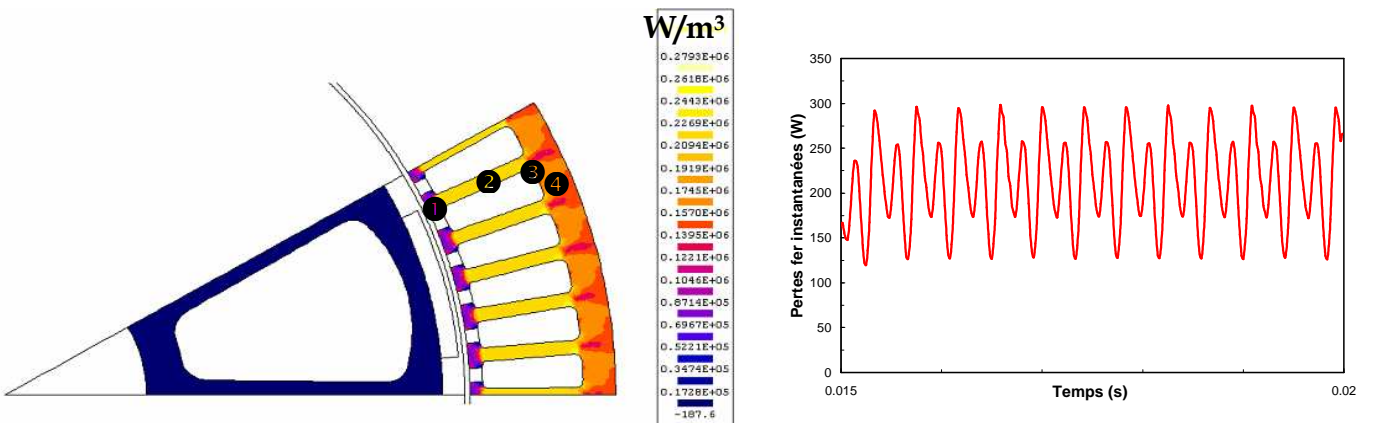 W/m³
0.2793E+06
0.2618E+06
0.2443E+06
0.2269E+06
0.2094E+06
0.1919E+06
0.1745E+06
0.1570E+06
0.1395E+06
0.1221E+06
0.1046E+06
0.8714E+05
0.6967E+05
0.5221E+05
0.3474E+05
0.1728E+05
-187.6
1
2
3
4
Pertes fer instantanées (W)
350
300
250
200
150
100
50
0
0.015
0.02
Temps (s)